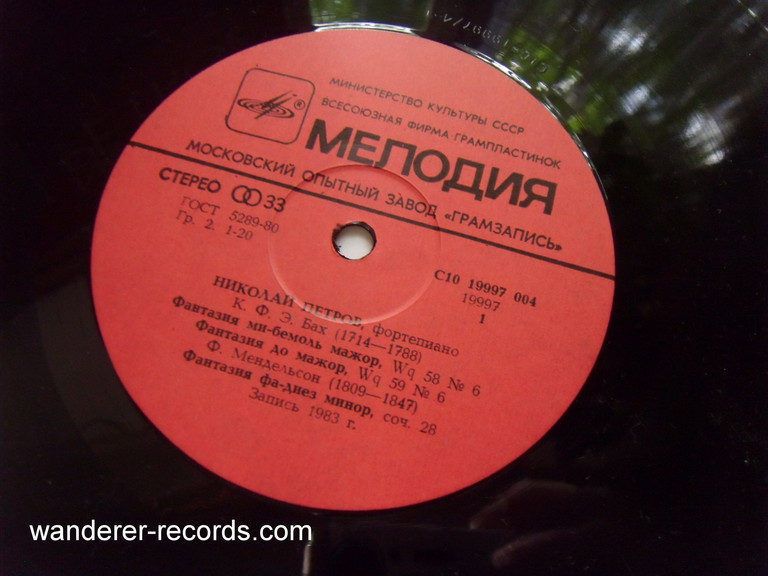 МИНИСТЕРСТВО КУЛЬТУРЫ СССР
ВСЕСОЮЗНАЯ ФИРМА ГРАМПЛАСТИНОК
МЕЛОДИЯ
МОСКОВСКИЙ ОПЫТНЫЙ ЗАВОД «ГРАМЗАПИСЬ»
СТЕРЕО 33
ГОСТ 5289-80
Гр. 2. 1-20
С10 19997 004
19997
1
НИКОЛАЙ ПЕТРОВ, фортепиано
К. Ф. Э. Бах (1714—1788)
Фантазия ми-бемоль мажор, Wq 58 № 6
Фантазия до мажор, Wq 59 № 6
Ф. Мендельсон (1809—1847)
Фантазия фа-диез минор, соч. 28
Запись 1983 г.
wanderer-records.com